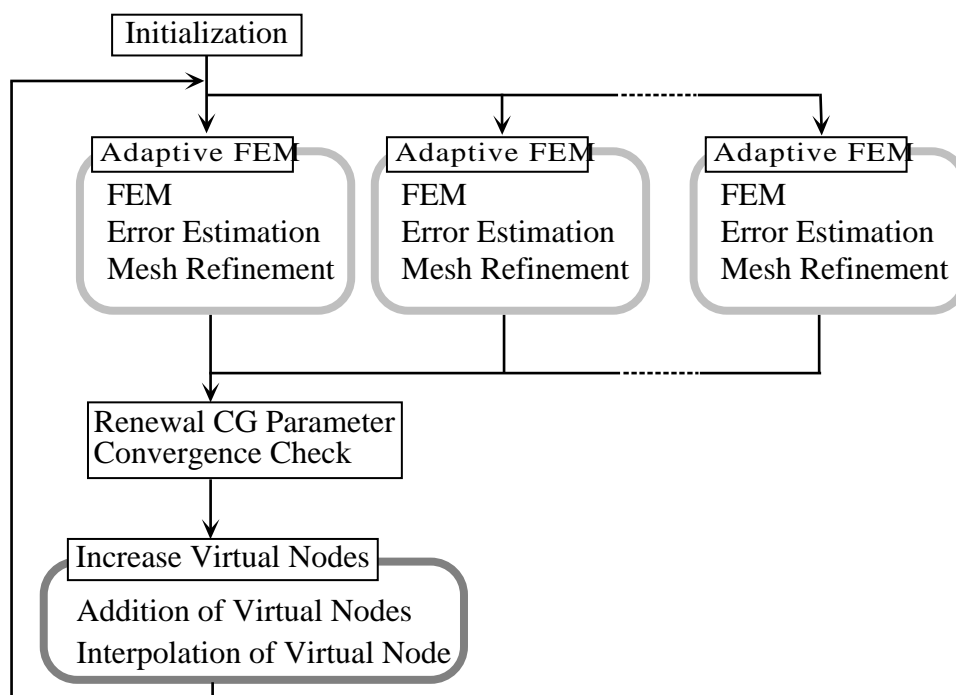 Initialization
Adaptive FEM
FEM
Error Estimation
Mesh Refinement
Adaptive FEM
FEM
Error Estimation
Mesh Refinement
Adaptive FEM
FEM
Error Estimation
Mesh Refinement
Renewal CG Parameter
Convergence Check
Increase Virtual Nodes
Addition of Virtual Nodes
Interpolation of Virtual Node